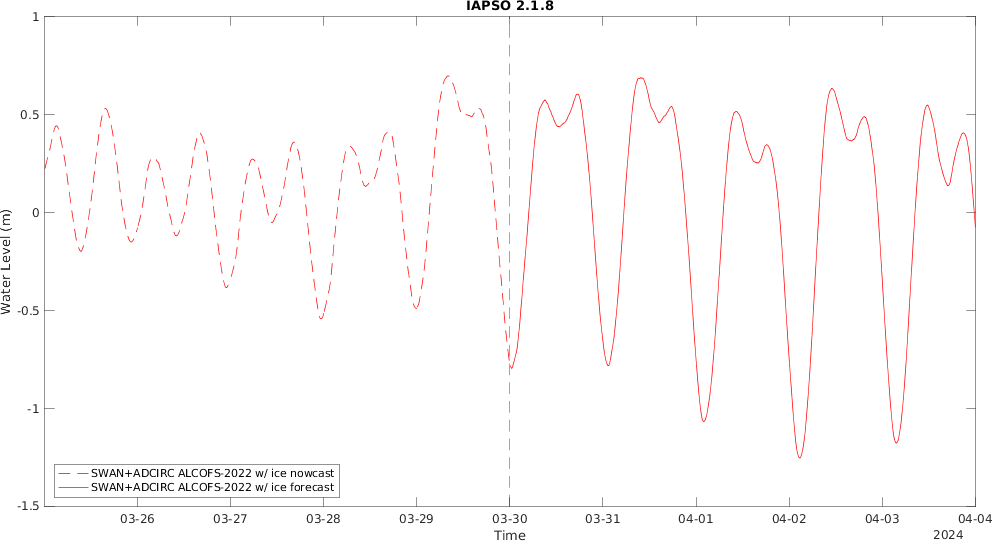 IAPSO 2.1.8
1
0.5
0
-0.5
-1
-1.5
Water Level (m)
SWAN+ADCIRC ALCOFS-2022 w/ ice nowcast
SWAN+ADCIRC ALCOFS-2022 w/ ice forecast
03-26 03-27 03-28 03-29 03-30 03-31 04-01 04-02 04-03 04-04
Time
2024